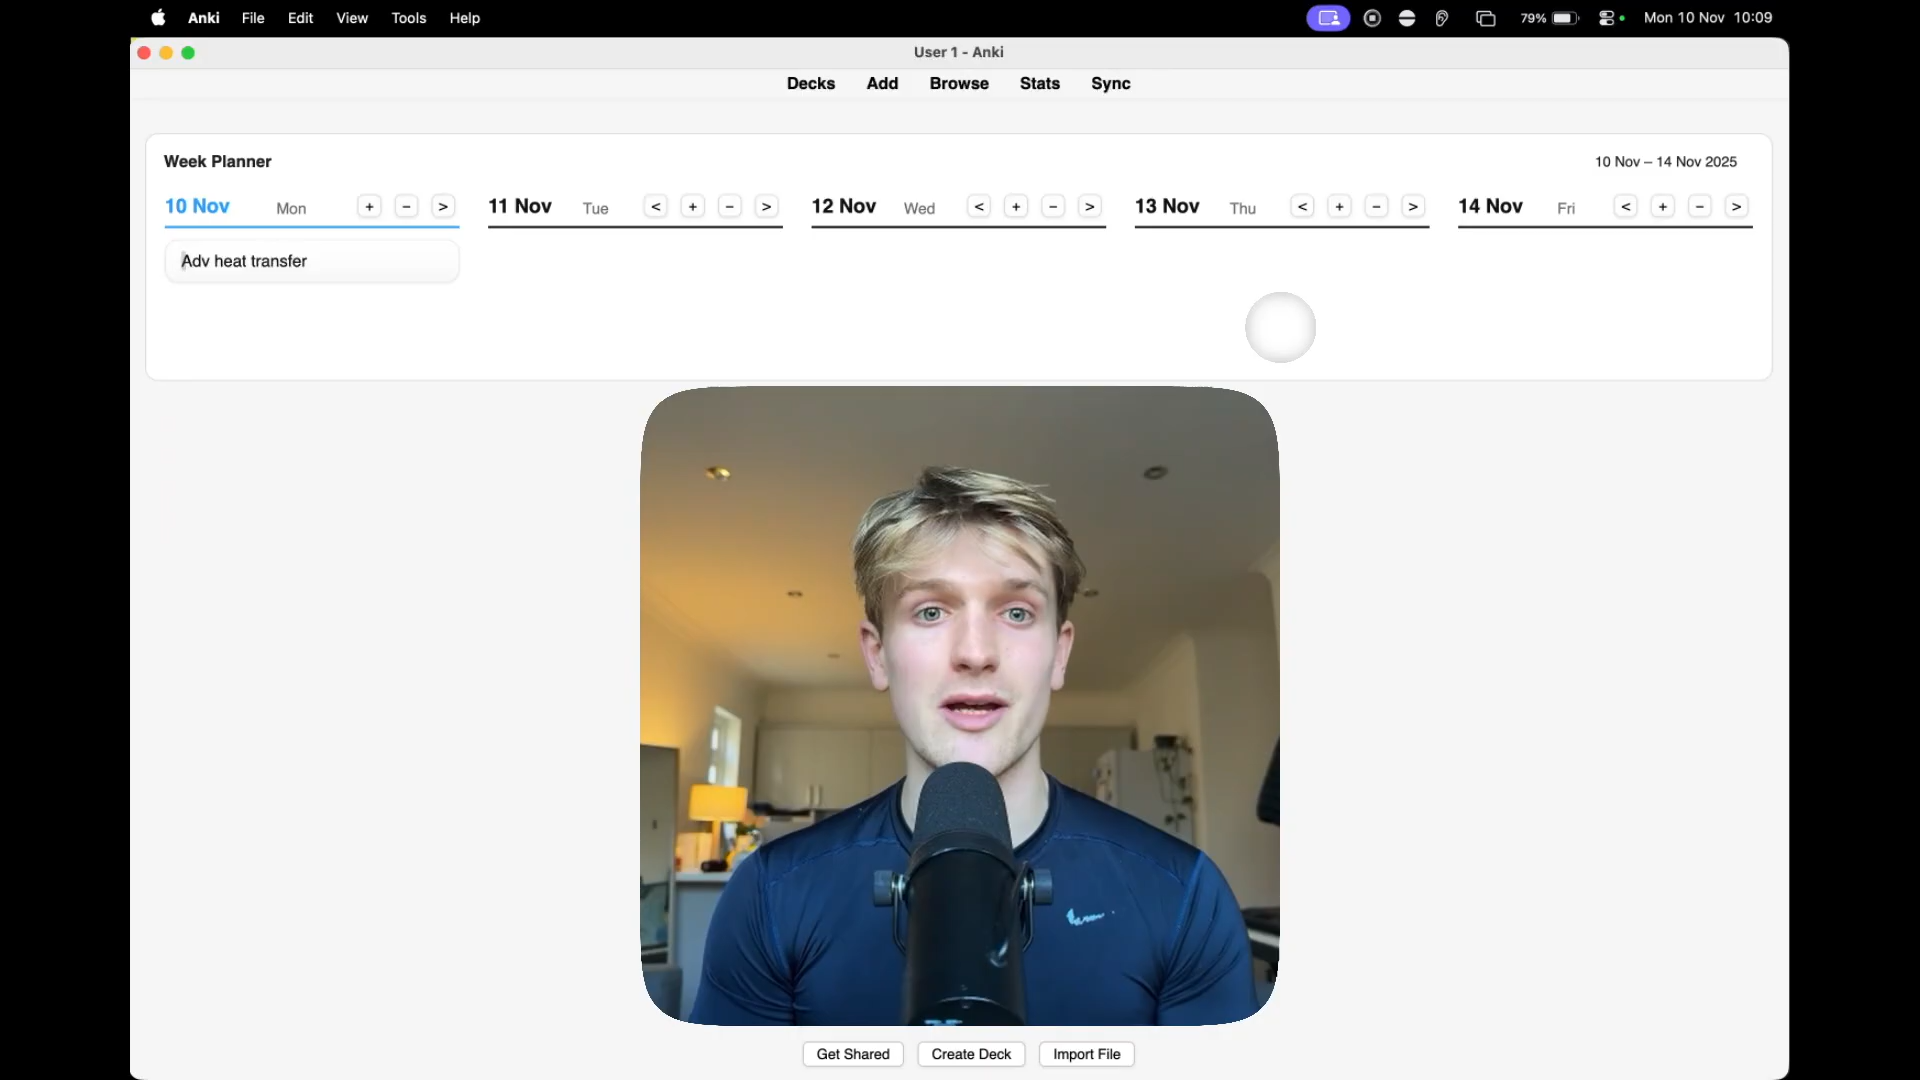 Anki File Edit View Tools Help 79% Mon 10 Nov 10:09
User 1 - Anki
Decks Add Browse Stats Sync
Week Planner 10 Nov – 14 Nov 2025
10 Nov Mon + − > 11 Nov Tue < + − > 12 Nov Wed < + − > 13 Nov Thu < + − > 14 Nov Fri < + − >
Adv heat transfer
Get Shared Create Deck Import File